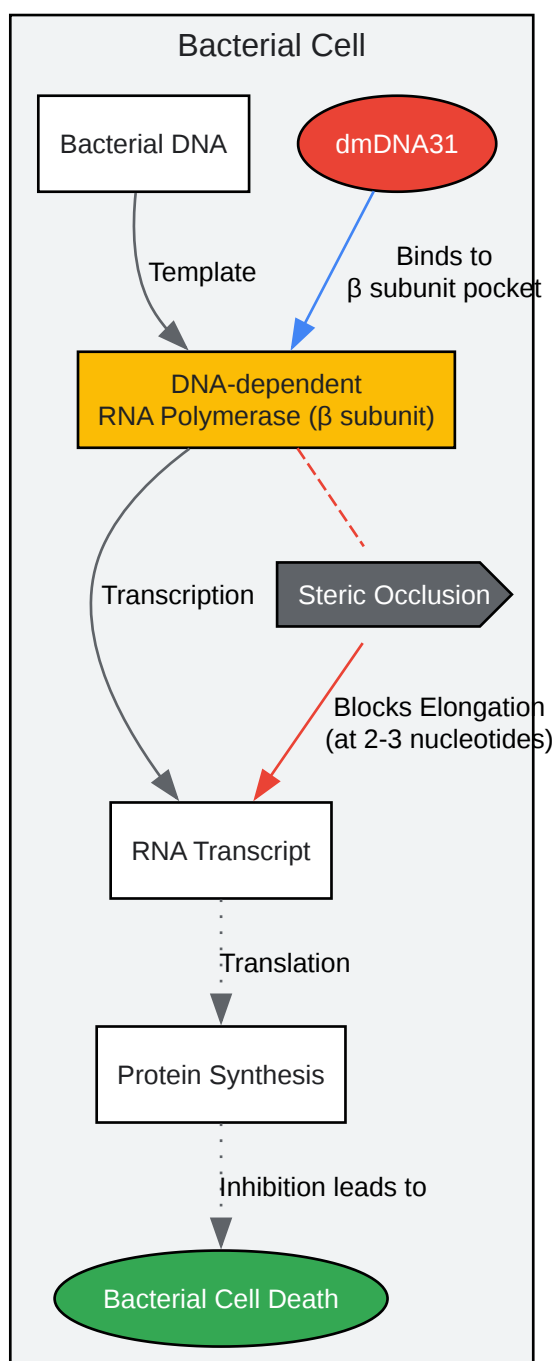 Bacterial Cell
Bacterial DNA
dmDNA31
Template
Binds to
β subunit pocket
DNA-dependent
RNA Polymerase (β subunit)
Transcription
Steric Occlusion
Blocks Elongation
(at 2-3 nucleotides)
RNA Transcript
Translation
Protein Synthesis
Inhibition leads to
Bacterial Cell Death